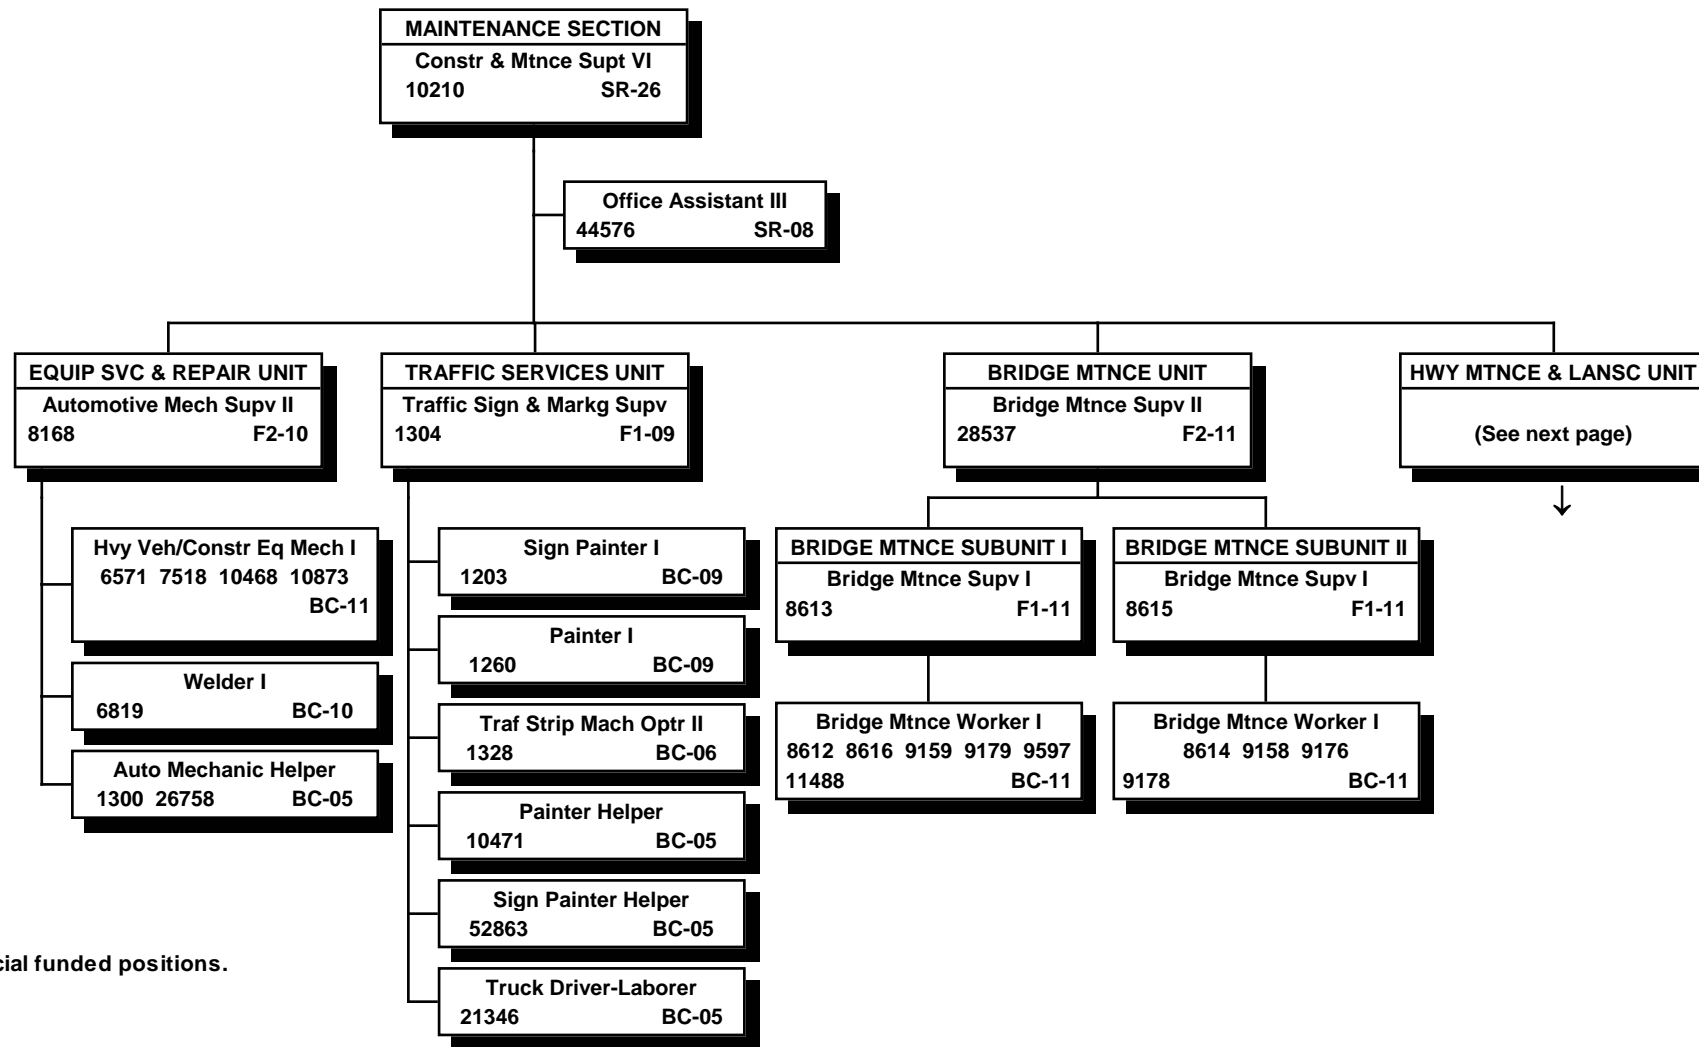 MAINTENANCE SECTION
Constr & Mtnce Supt VI
10210 SR-26
Office Assistant III
44576 SR-08
EQUIP SVC & REPAIR UNIT
Automotive Mech Supv II
8168 F2-10
Hvy Veh/Constr Eq Mech I
6571 7518 10468 10873
BC-11
Welder I
6819 BC-10
Auto Mechanic Helper
1300 26758 BC-05
TRAFFIC SERVICES UNIT
Traffic Sign & Markg Supv
1304 F1-09
Sign Painter I
1203 BC-09
Painter I
1260 BC-09
Traf Strip Mach Optr II
1328 BC-06
Painter Helper
10471 BC-05
Sign Painter Helper
52863 BC-05
Truck Driver-Laborer
21346 BC-05
BRIDGE MTNCE UNIT
Bridge Mtnce Supv II
28537 F2-11
BRIDGE MTNCE SUBUNIT I
Bridge Mtnce Supv I
8613 F1-11
Bridge Mtnce Worker I
8612 8616 9159 9179 9597
11488 BC-11
BRIDGE MTNCE SUBUNIT II
Bridge Mtnce Supv I
8615 F1-11
Bridge Mtnce Worker I
8614 9158 9176
9178 BC-11
HWY MTNCE & LANSC UNIT
(See next page)
funded positions.